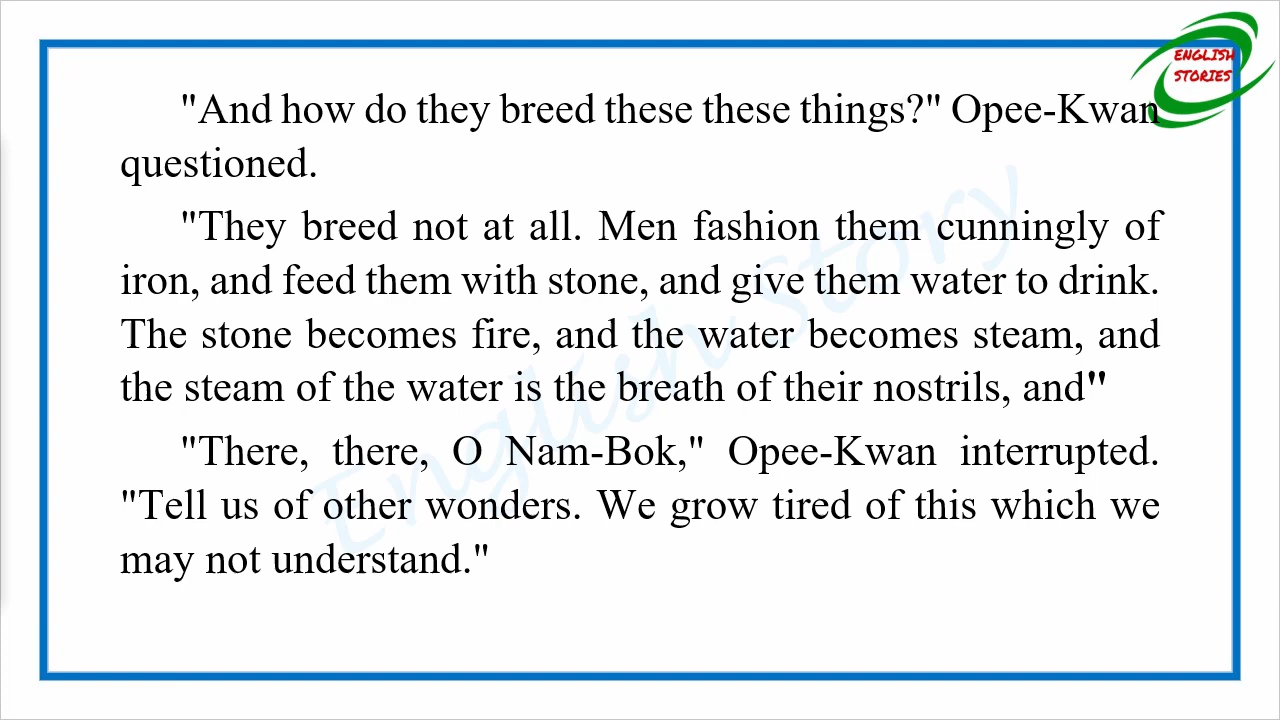 ENGLISH
STORIES
"And how do they breed these these things?" Opee-Kwan
questioned.
"They breed not at all. Men fashion them cunningly of
iron, and feed them with stone, and give them water to drink.
The stone becomes fire, and the water becomes steam, and
the steam of the water is the breath of their nostrils, and"
"There, there, O Nam-Bok," Opee-Kwan interrupted.
"Tell us of other wonders. We grow tired of this which we
may not understand."
English Story